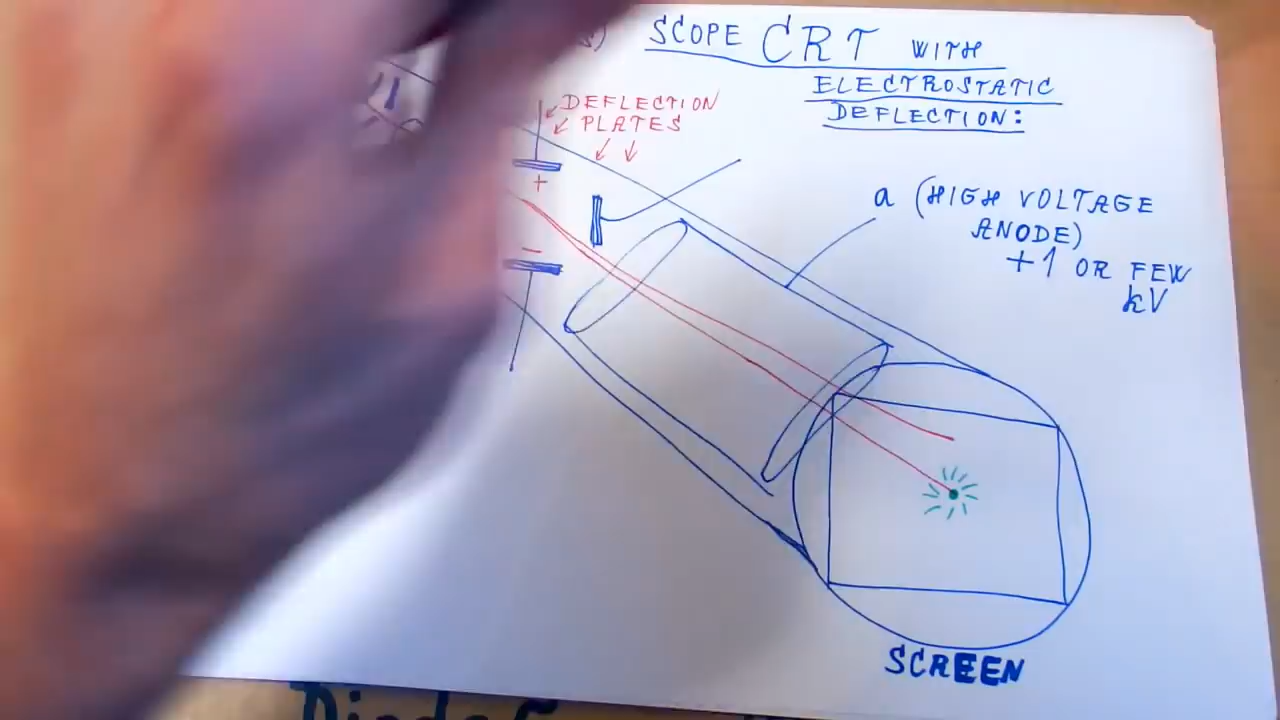 SCOPE CRT WITH
ELECTROSTATIC
DEFLECTION:
DEFLECTION
PLATES
+
−
a (HIGH VOLTAGE
ANODE)
+1 OR FEW
kV
SCREEN